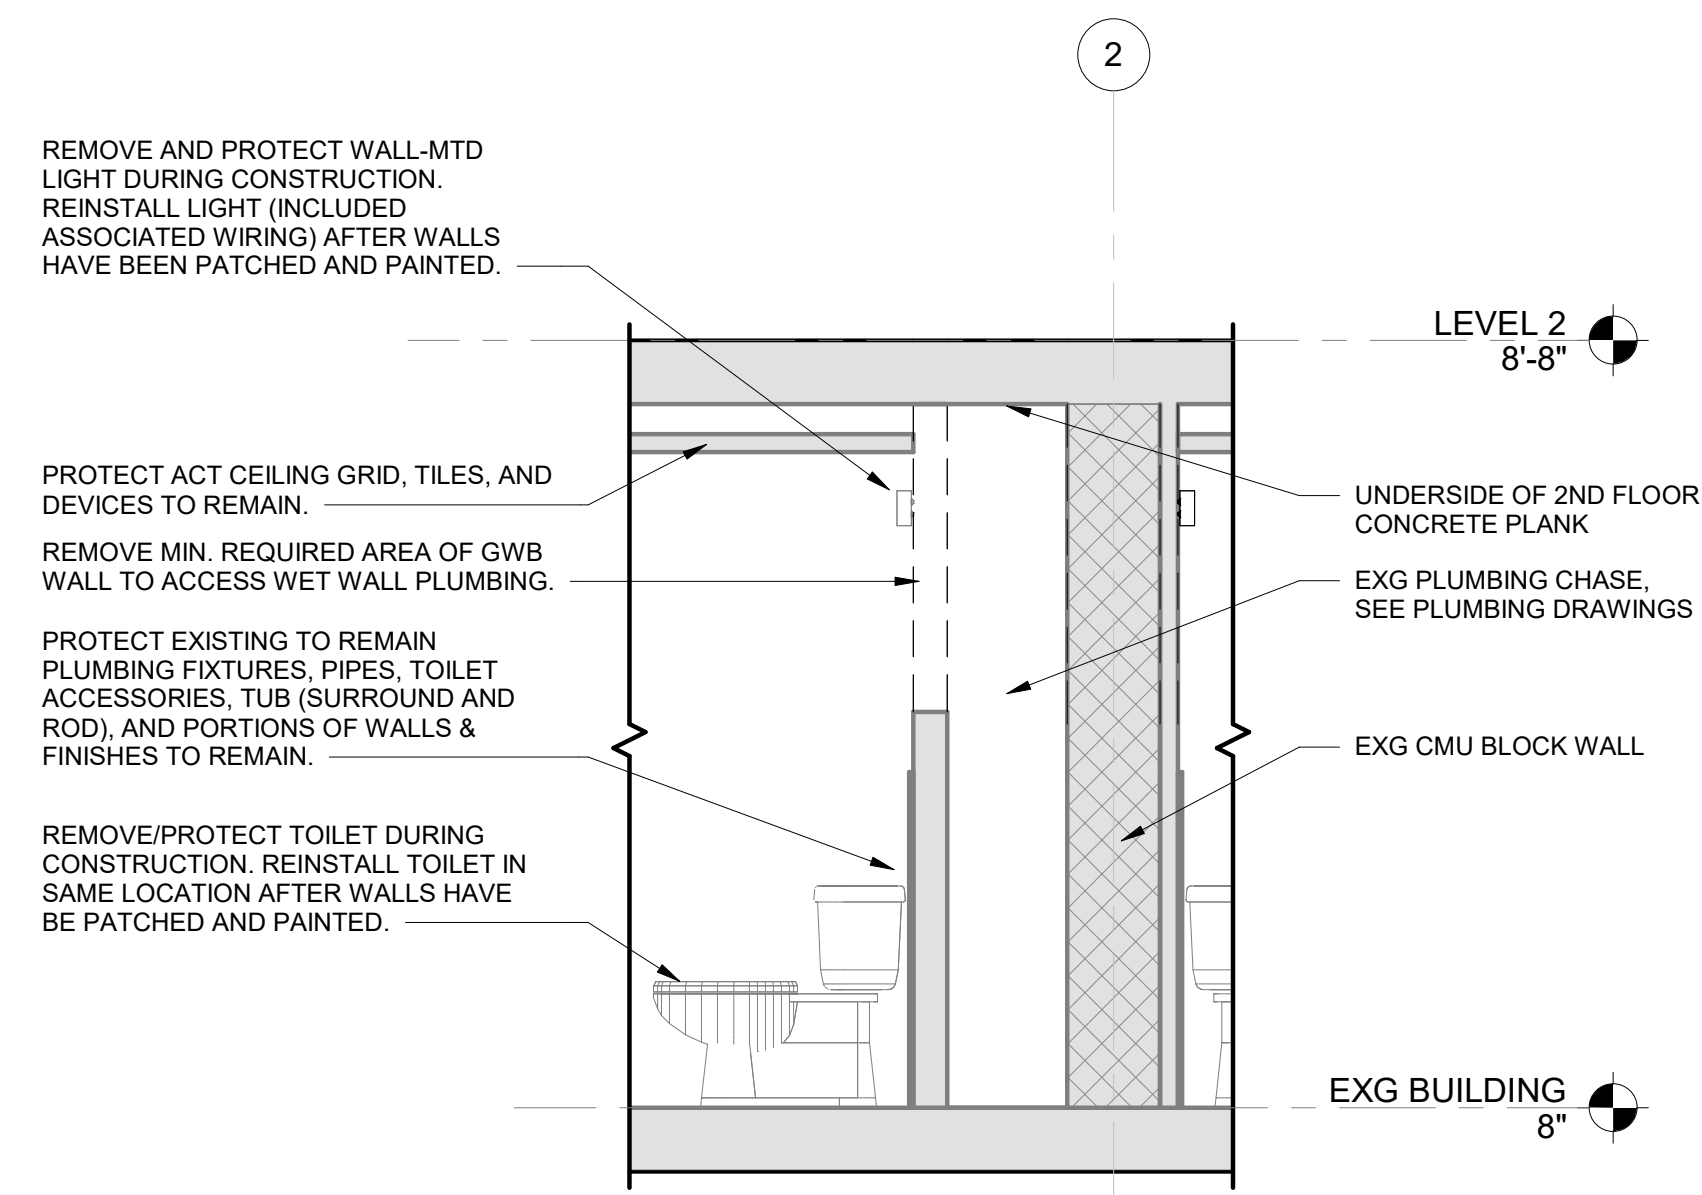 2
REMOVE AND PROTECT WALL-MTD
LIGHT DURING CONSTRUCTION.
REINSTALL LIGHT (INCLUDED
ASSOCIATED WIRING) AFTER WALLS
HAVE BEEN PATCHED AND PAINTED.
LEVEL 2
8'-8"
PROTECT ACT CEILING GRID, TILES, AND
DEVICES TO REMAIN.
REMOVE MIN. REQUIRED AREA OF GWB
WALL TO ACCESS WET WALL PLUMBING.
PROTECT EXISTING TO REMAIN
PLUMBING FIXTURES, PIPES, TOILET
ACCESSORIES, TUB (SURROUND AND
ROD), AND PORTIONS OF WALLS &
FINISHES TO REMAIN.
REMOVE/PROTECT TOILET DURING
CONSTRUCTION. REINSTALL TOILET IN
SAME LOCATION AFTER WALLS HAVE
BE PATCHED AND PAINTED.
UNDERSIDE OF 2ND FLOOR
CONCRETE PLANK
EXG PLUMBING CHASE,
SEE PLUMBING DRAWINGS
EXG CMU BLOCK WALL
EXG BUILDING
8"